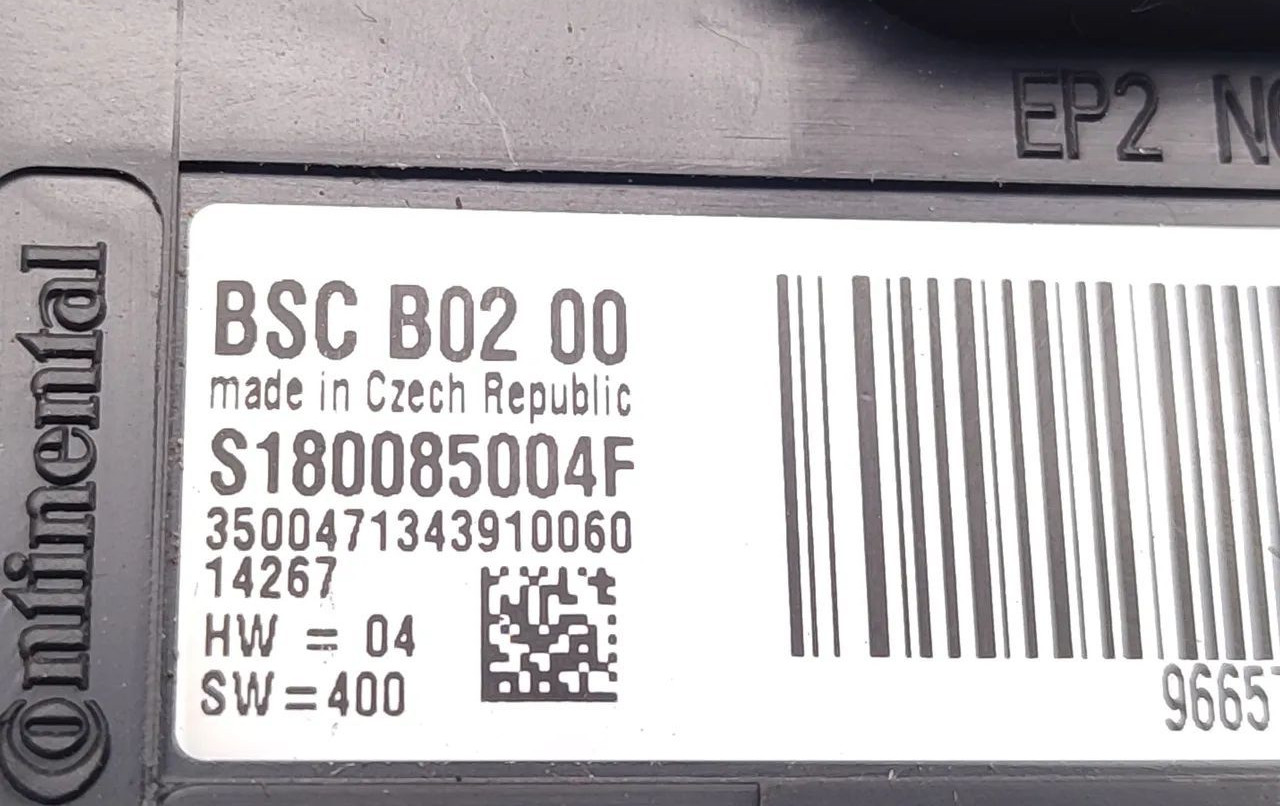 EP2
Continental
BSC B02 00
made in Czech Republic
S180085004F
3500471343910060
14267
HW = 04
SW=400